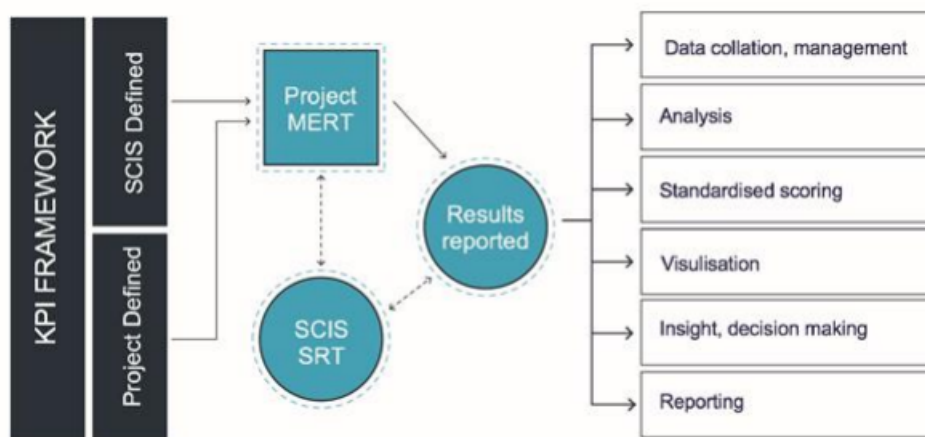 KPI FRAMEWORK
SCIS Defined
Project Defined
Project
MERT
SCIS
SRT
Results
reported
Data collation, management
Analysis
Standardised scoring
Visulisation
Insight, decision making
Reporting